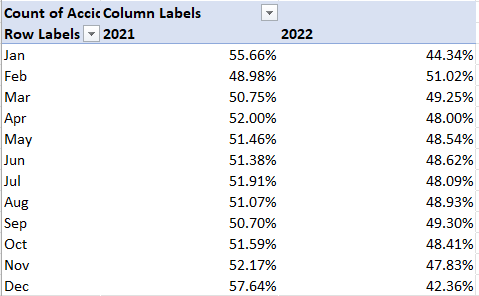 Count of Accic Column Labels
Row Labels 2021 2022
Jan 55.66% 44.34%
Feb 48.98% 51.02%
Mar 50.75% 49.25%
Apr 52.00% 48.00%
May 51.46% 48.54%
Jun 51.38% 48.62%
Jul 51.91% 48.09%
Aug 51.07% 48.93%
Sep 50.70% 49.30%
Oct 51.59% 48.41%
Nov 52.17% 47.83%
Dec 57.64% 42.36%